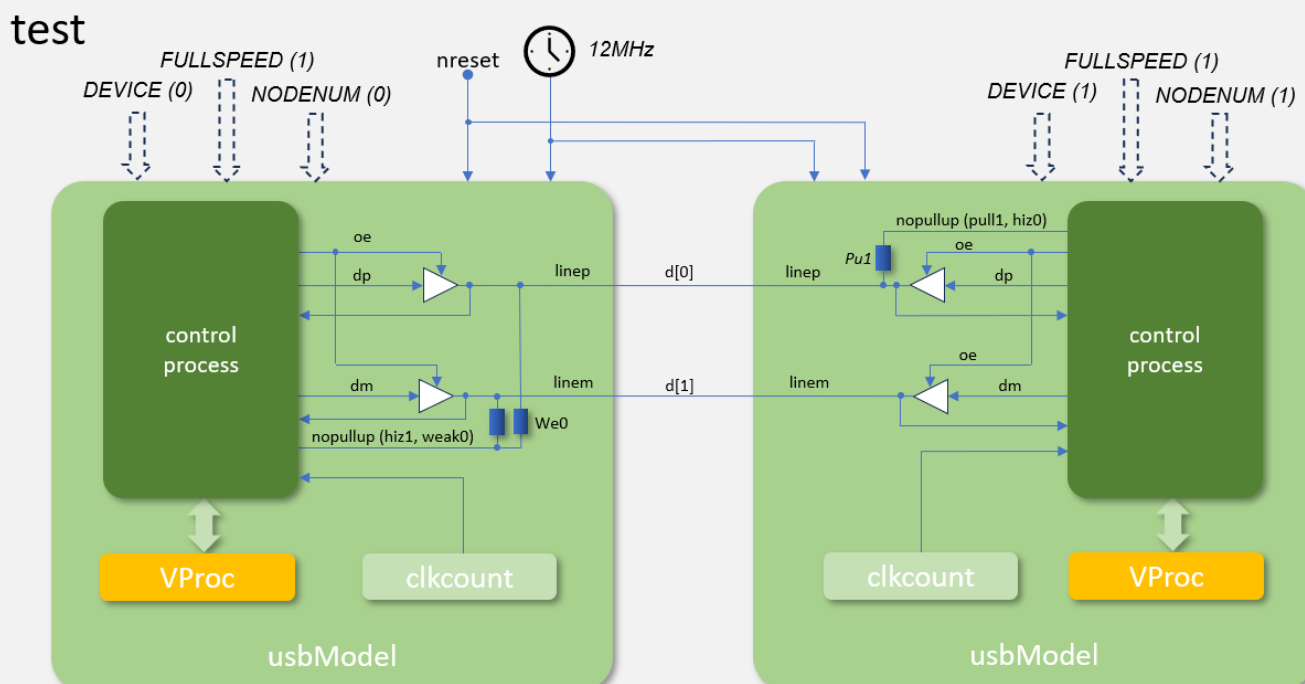 test
12MHz
nreset
FULLSPEED (1)
DEVICE (0)
NODENUM (0)
FULLSPEED (1)
DEVICE (1)
NODENUM (1)
control
process
oe
dp
linep
dm
oe
linem
nopullup (hiz1, weak0)
We0
d[0]
d[1]
nopullup (pull1, hiz0)
oe
Pu1
linep
dp
linem
dm
control
process
VProc
clkcount
usbModel
clkcount
VProc
usbModel